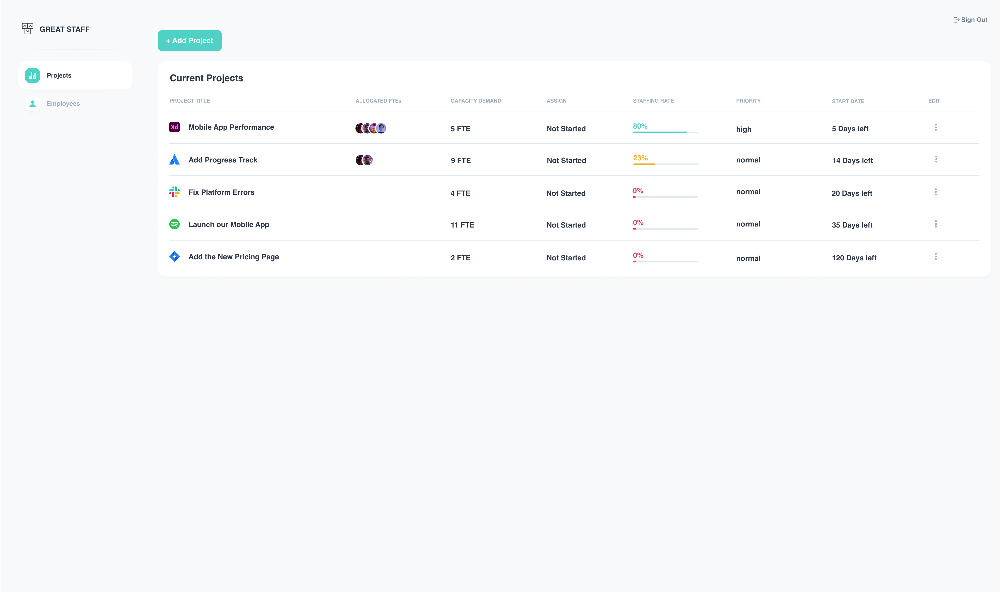 GREAT STAFF
Sign Out
+ Add Project
Projects
Employees
Current Projects
PROJECT TITLE ALLOCATED FTEs CAPACITY DEMAND ASSIGN STAFFING RATE PRIORITY START DATE EDIT
Xd Mobile App Performance 5 FTE Not Started 80% high 5 Days left
Add Progress Track 9 FTE Not Started 23% normal 14 Days left
Fix Platform Errors 4 FTE Not Started 0% normal 20 Days left
Launch our Mobile App 11 FTE Not Started 0% normal 35 Days left
Add the New Pricing Page 2 FTE Not Started 0% normal 120 Days left